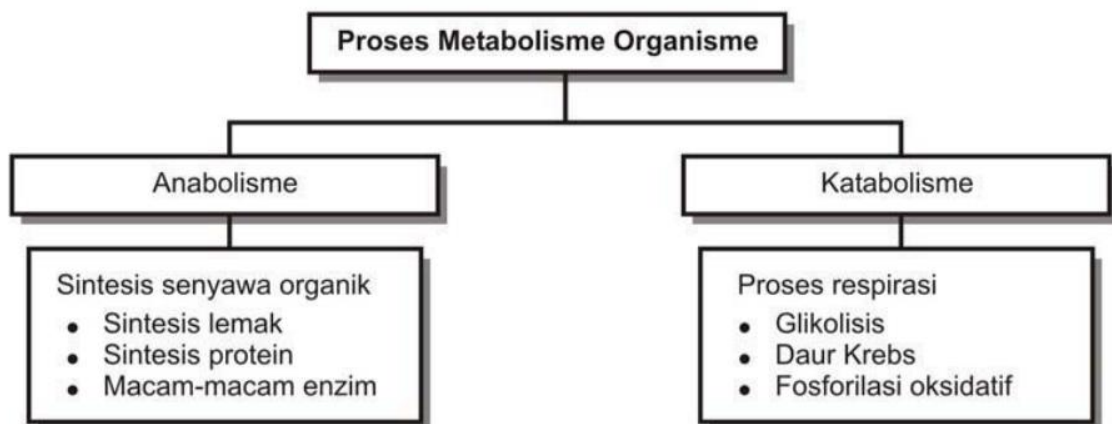 Proses Metabolisme Organisme
Anabolisme
Katabolisme
Sintesis senyawa organik
• Sintesis lemak
• Sintesis protein
• Macam-macam enzim
Proses respirasi
• Glikolisis
• Daur Krebs
• Fosforilasi oksidatif